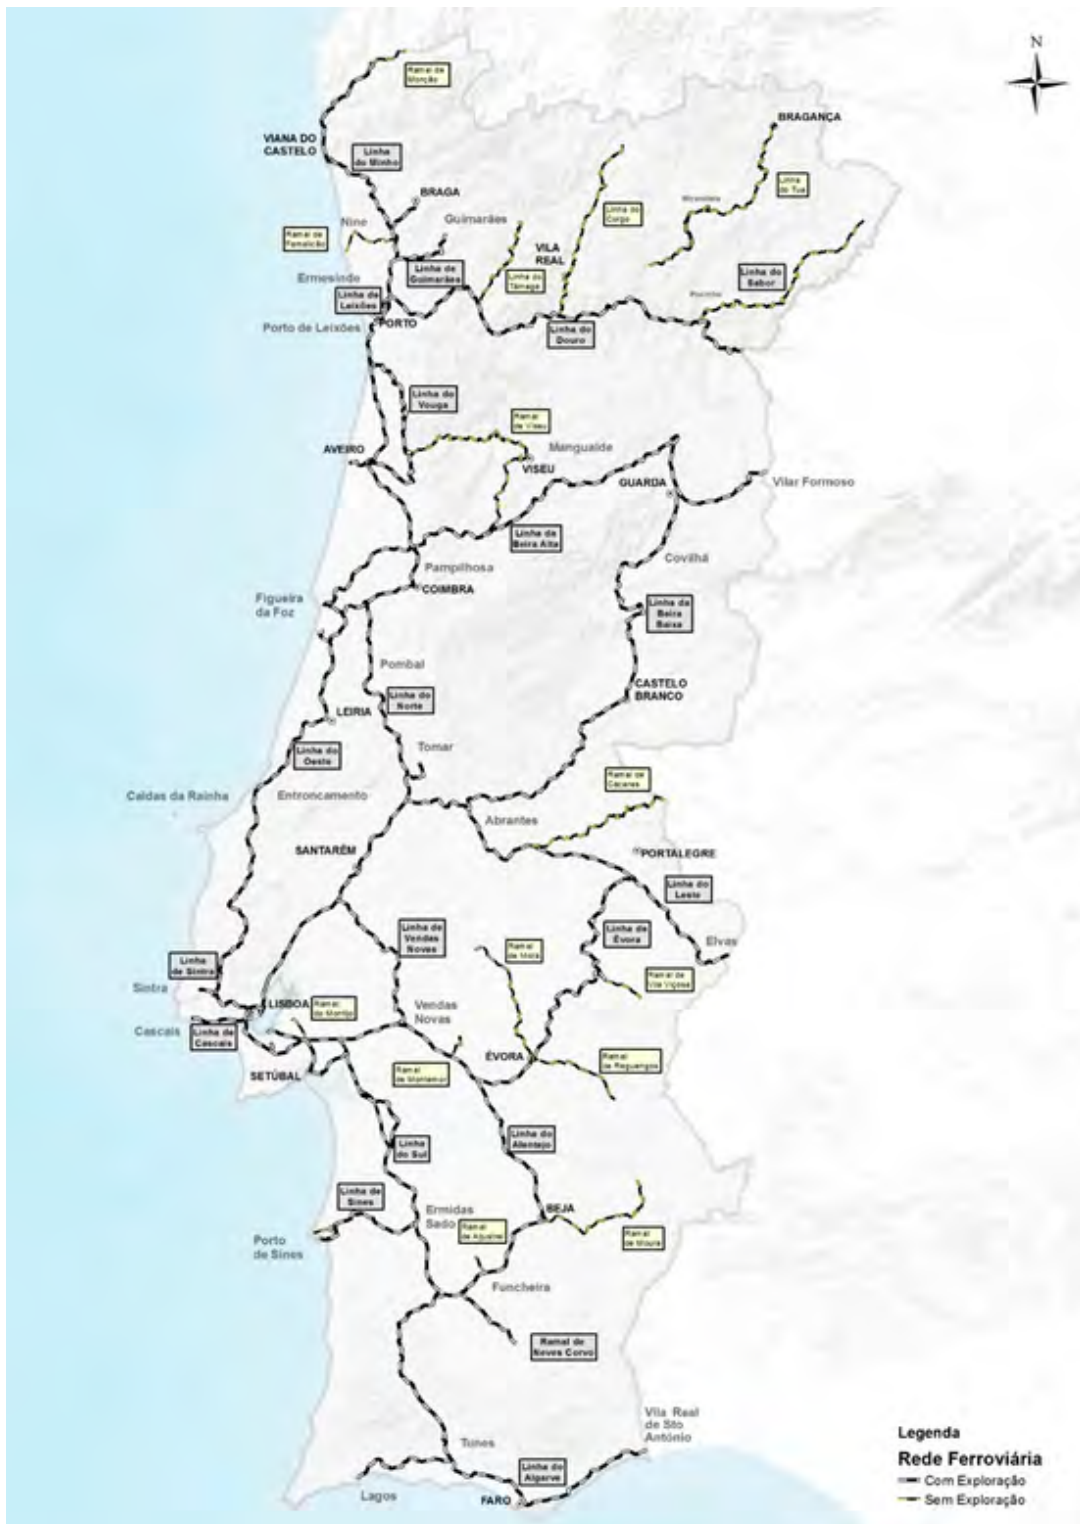 N
Ramal de
Monção
BRAGANÇA
VIANA DO
CASTELO
Linha
do Minho
Linha
do Tua
BRAGA
Mirandela
Nine
Guimarães
Linha do
Corgo
Ramal de
Famalicão
VILA
REAL
Ermesinde
Linha de
Guimarães
Linha do
Tâmega
Linha do
Sabor
Linha de
Leixões
Pocinho
Porto de Leixões
PORTO
Linha do
Douro
Linha do
Vouga
Ramal
de Viseu
AVEIRO
Mangualde
VISEU
GUARDA
Vilar Formoso
Linha da
Beira Alta
Covilhã
Pampilhosa
COIMBRA
Figueira
da Foz
Linha da
Beira
Baixa
Pombal
CASTELO
BRANCO
Linha do
Norte
LEIRIA
Tomar
Linha do
Oeste
Ramal de
Caceres
Caldas da Rainha
Entroncamento
Abrantes
SANTARÉM
PORTALEGRE
Linha do
Leste
Linha de
Vendas
Novas
Linha de
Évora
Elvas
Ramal
de Mora
Linha
de Sintra
Ramal de
Vila Viçosa
Sintra
LISBOA
Ramal
do Montijo
Cascais
Linha de
Cascais
Vendas
Novas
ÉVORA
Ramal
de Reguengos
SETÚBAL
Ramal
de Montemor
Linha do
Alentejo
Linha
do Sul
Linha de
Sines
Ermidas
Sado
BEJA
Ramal
de Aljustrel
Ramal
de Moura
Porto
de Sines
Funcheira
Ramal de
Neves Corvo
Vila Real
de Sto
António
Legenda
Tunes
Rede Ferroviária
Linha do
Algarve
Com Exploração
Lagos
FARO
Sem Exploração